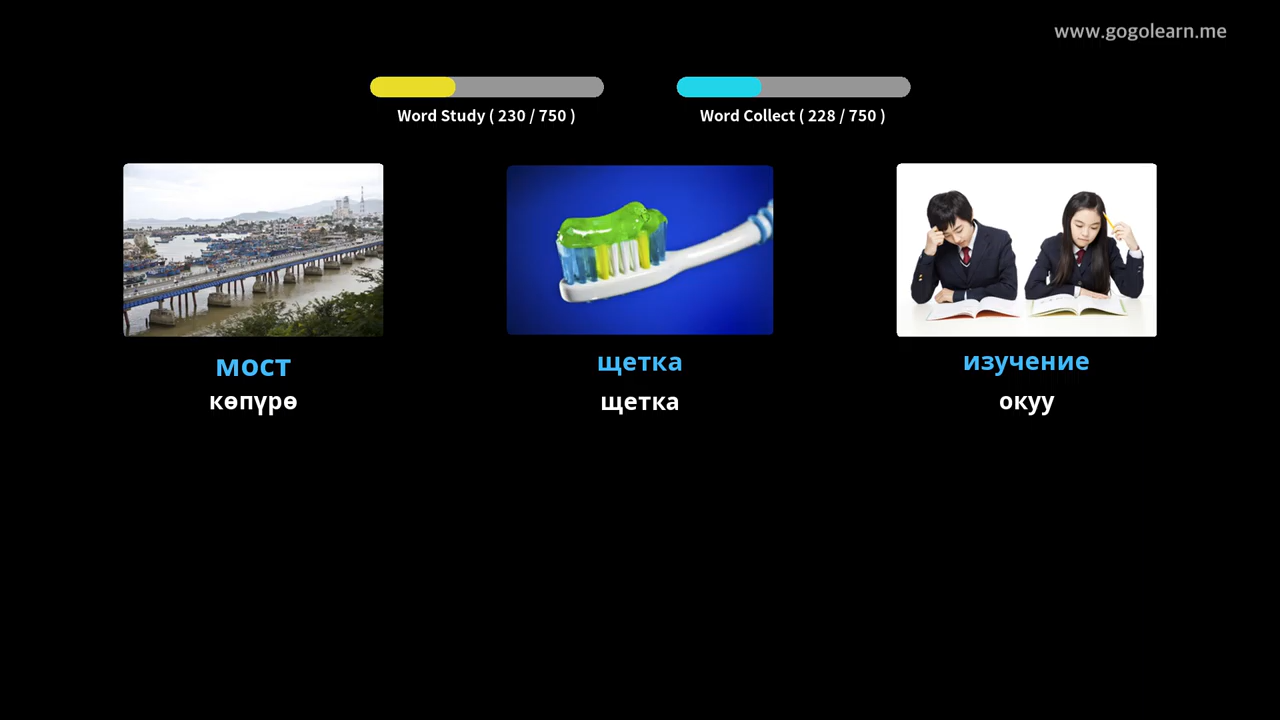 www.gogolearn.me
Word Study ( 230 / 750 )
Word Collect ( 228 / 750 )
мост
көпүрө
щетка
щетка
изучение
окуу